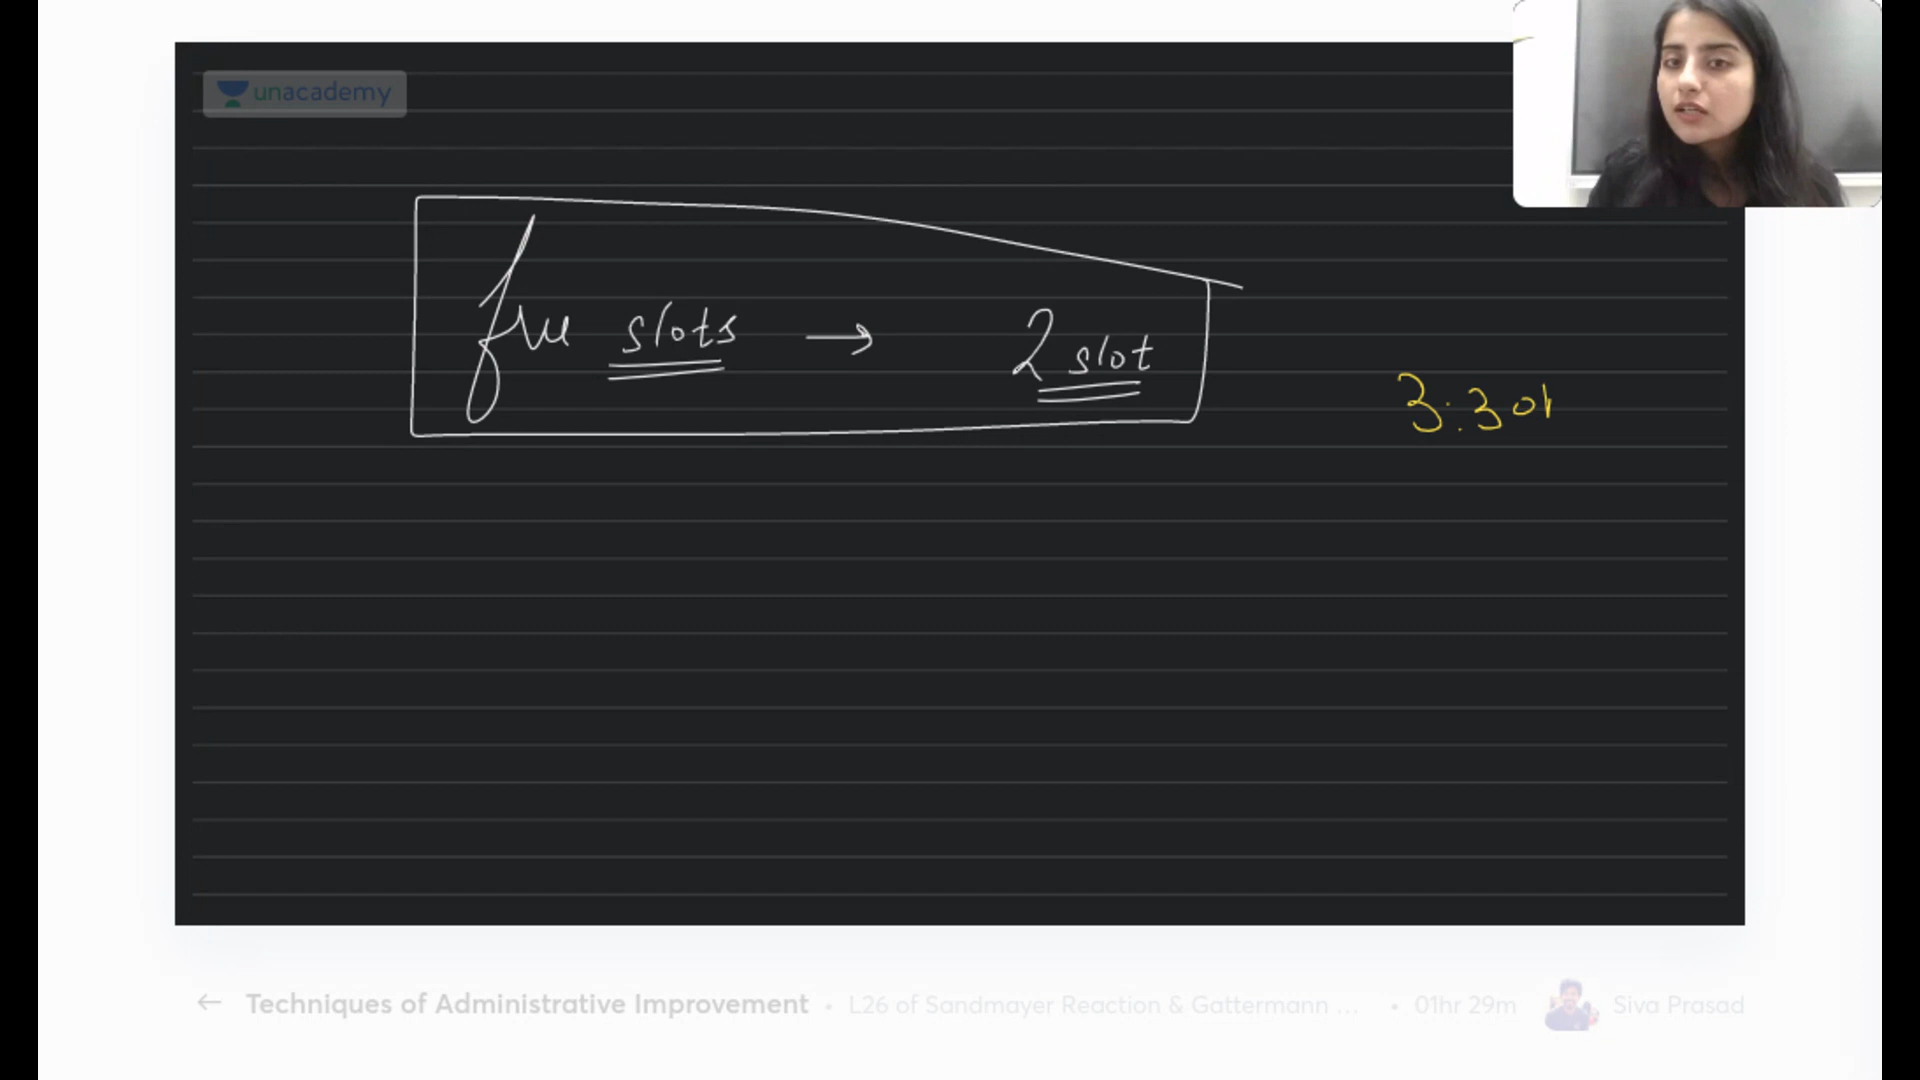 unacademy
free slots → 2 slot
3:30
Techniques of Administrative Improvement • L26 of Sandmayer Reaction & Gattermann ... • 01hr 29m Siva Prasad